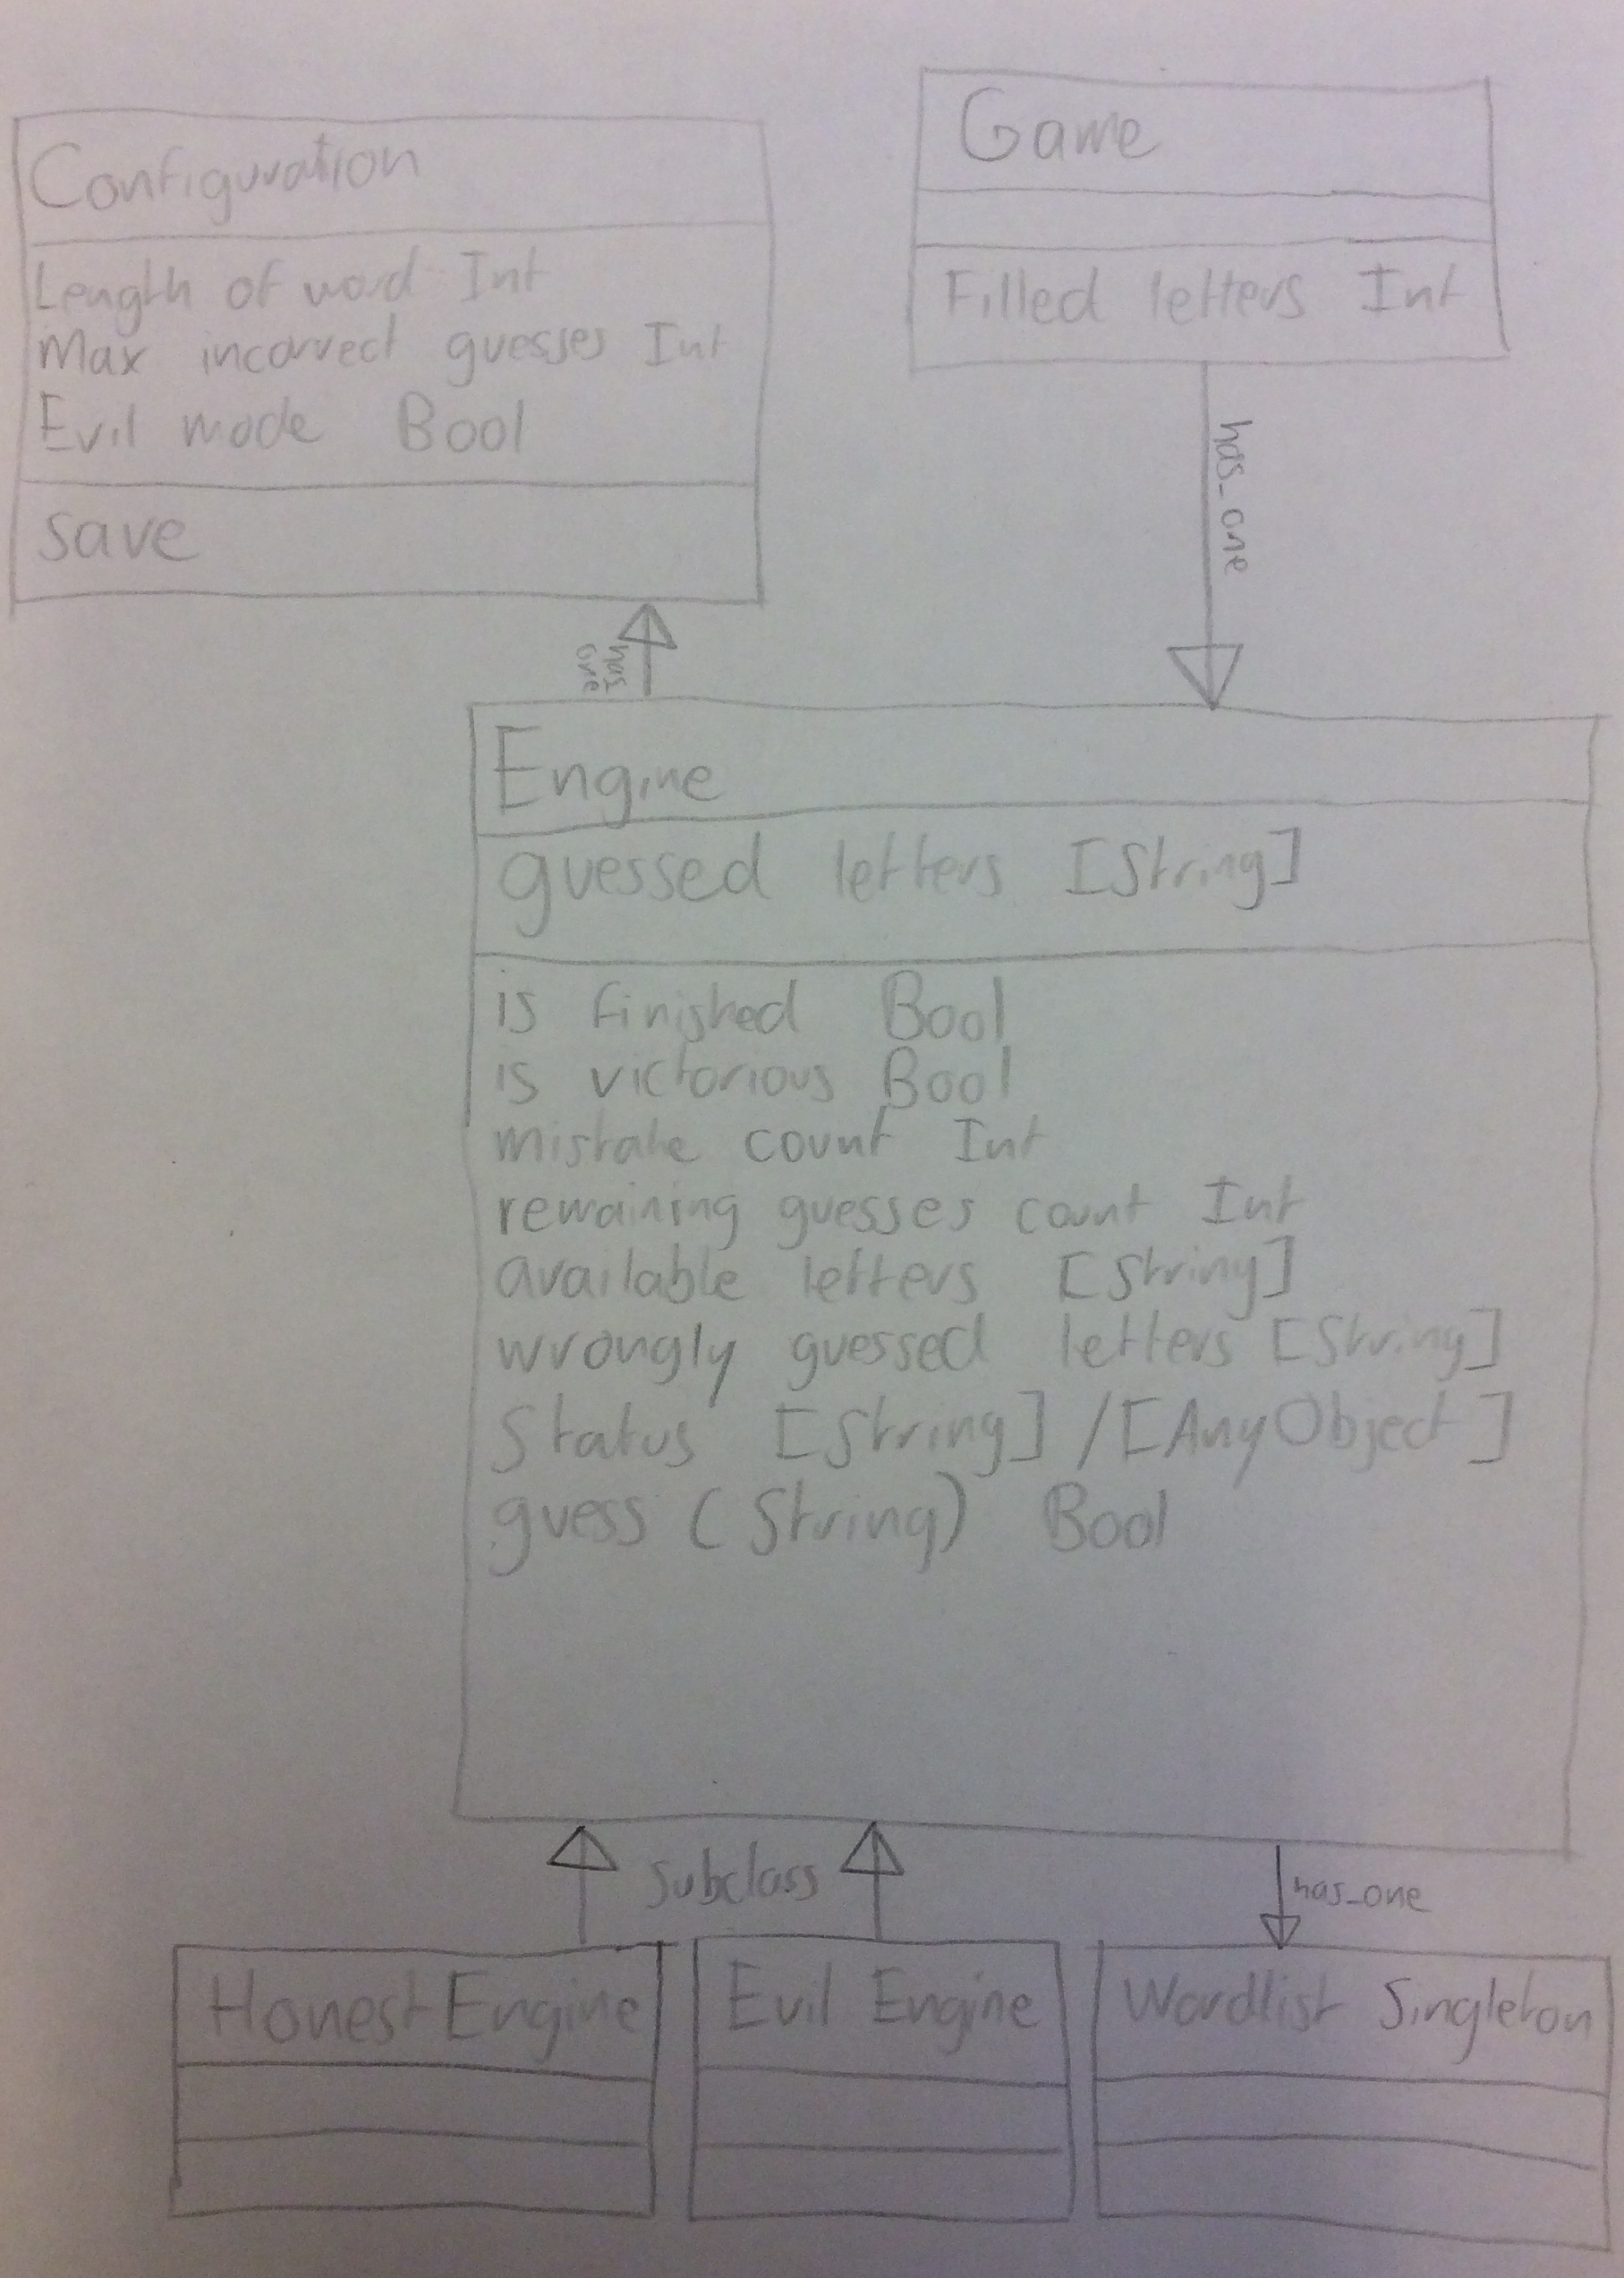 Configuration
Length of word Int
Max incorrect guesses Int
Evil mode Bool
save
Game
Filled letters Int
has_one
has
one
Engine
guessed letters [String]
is finished Bool
is victorious Bool
mistake count Int
remaining guesses count Int
available letters [String]
wrongly guessed letters [String]
Status [String] / [AnyObject]
guess (String) Bool
Subclass
has_one
Honest Engine
Evil Engine
Wordlist Singleton